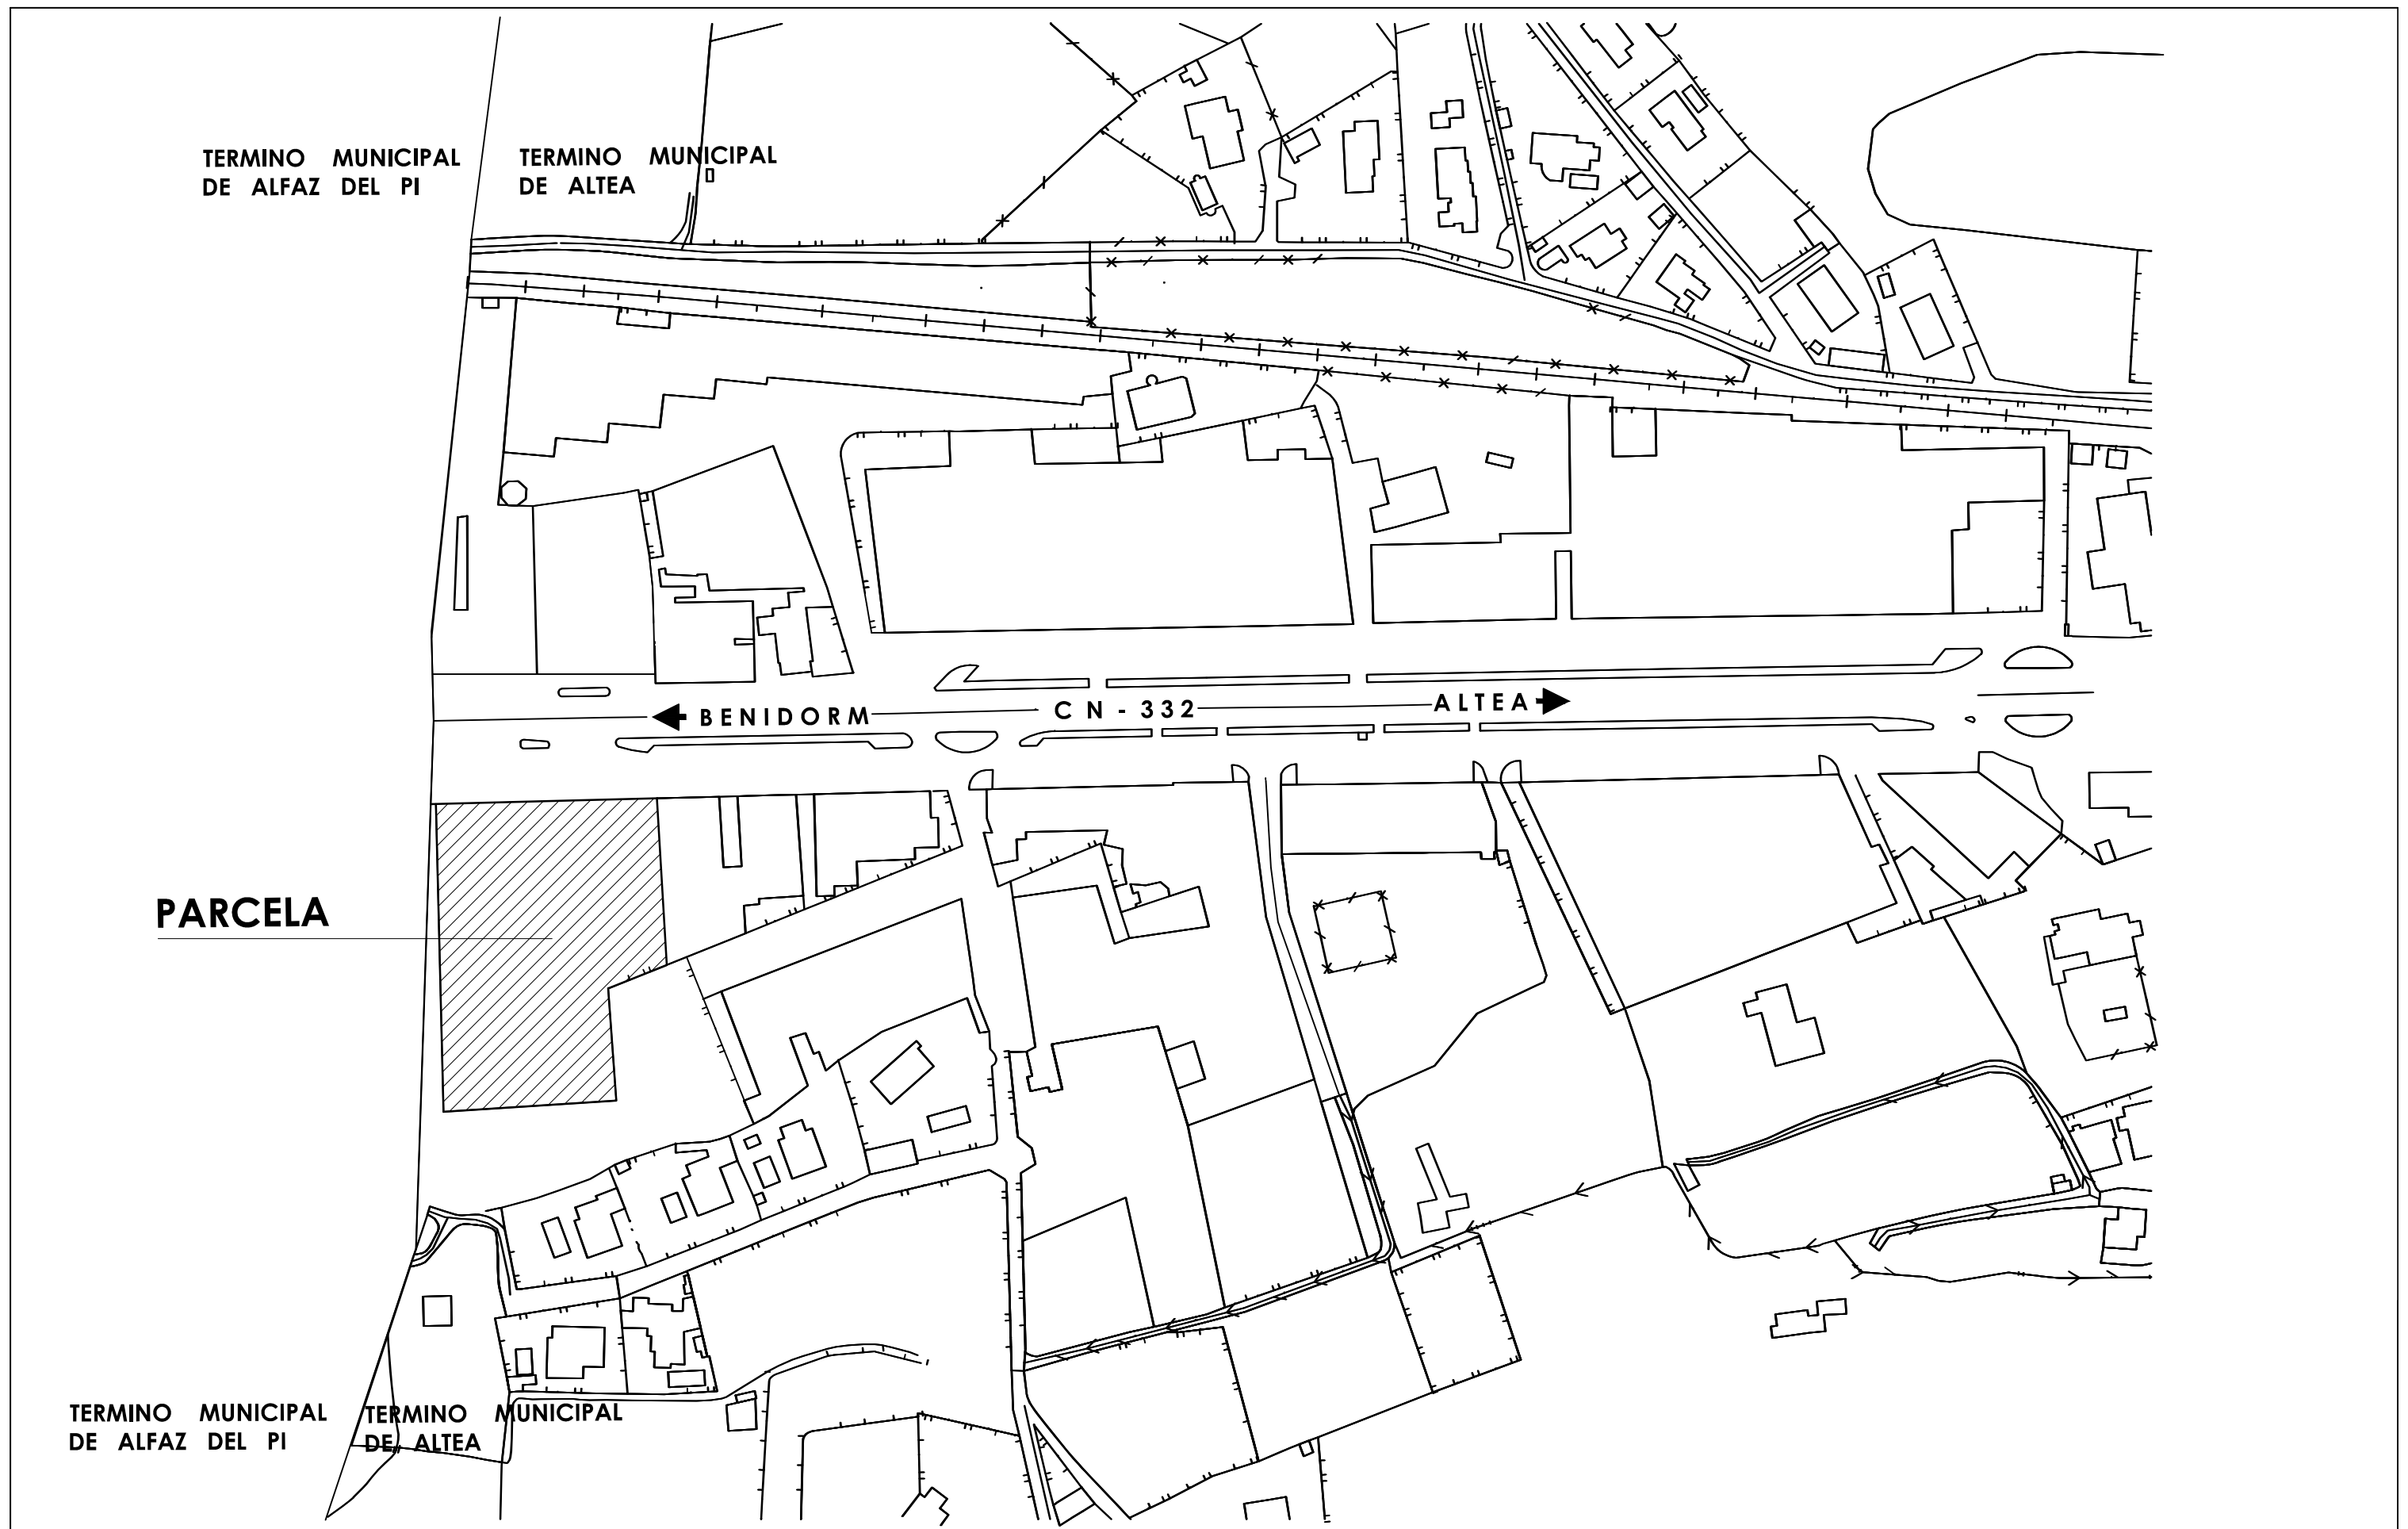 TERMINO MUNICIPAL
DE ALFAZ DEL PI
TERMINO MUNICIPAL
DE ALTEA
BENIDORM
CN-332
ALTEA
PARCELA
TERMINO MUNICIPAL
DE ALFAZ DEL PI
TERMINO MUNICIPAL
DE ALTEA